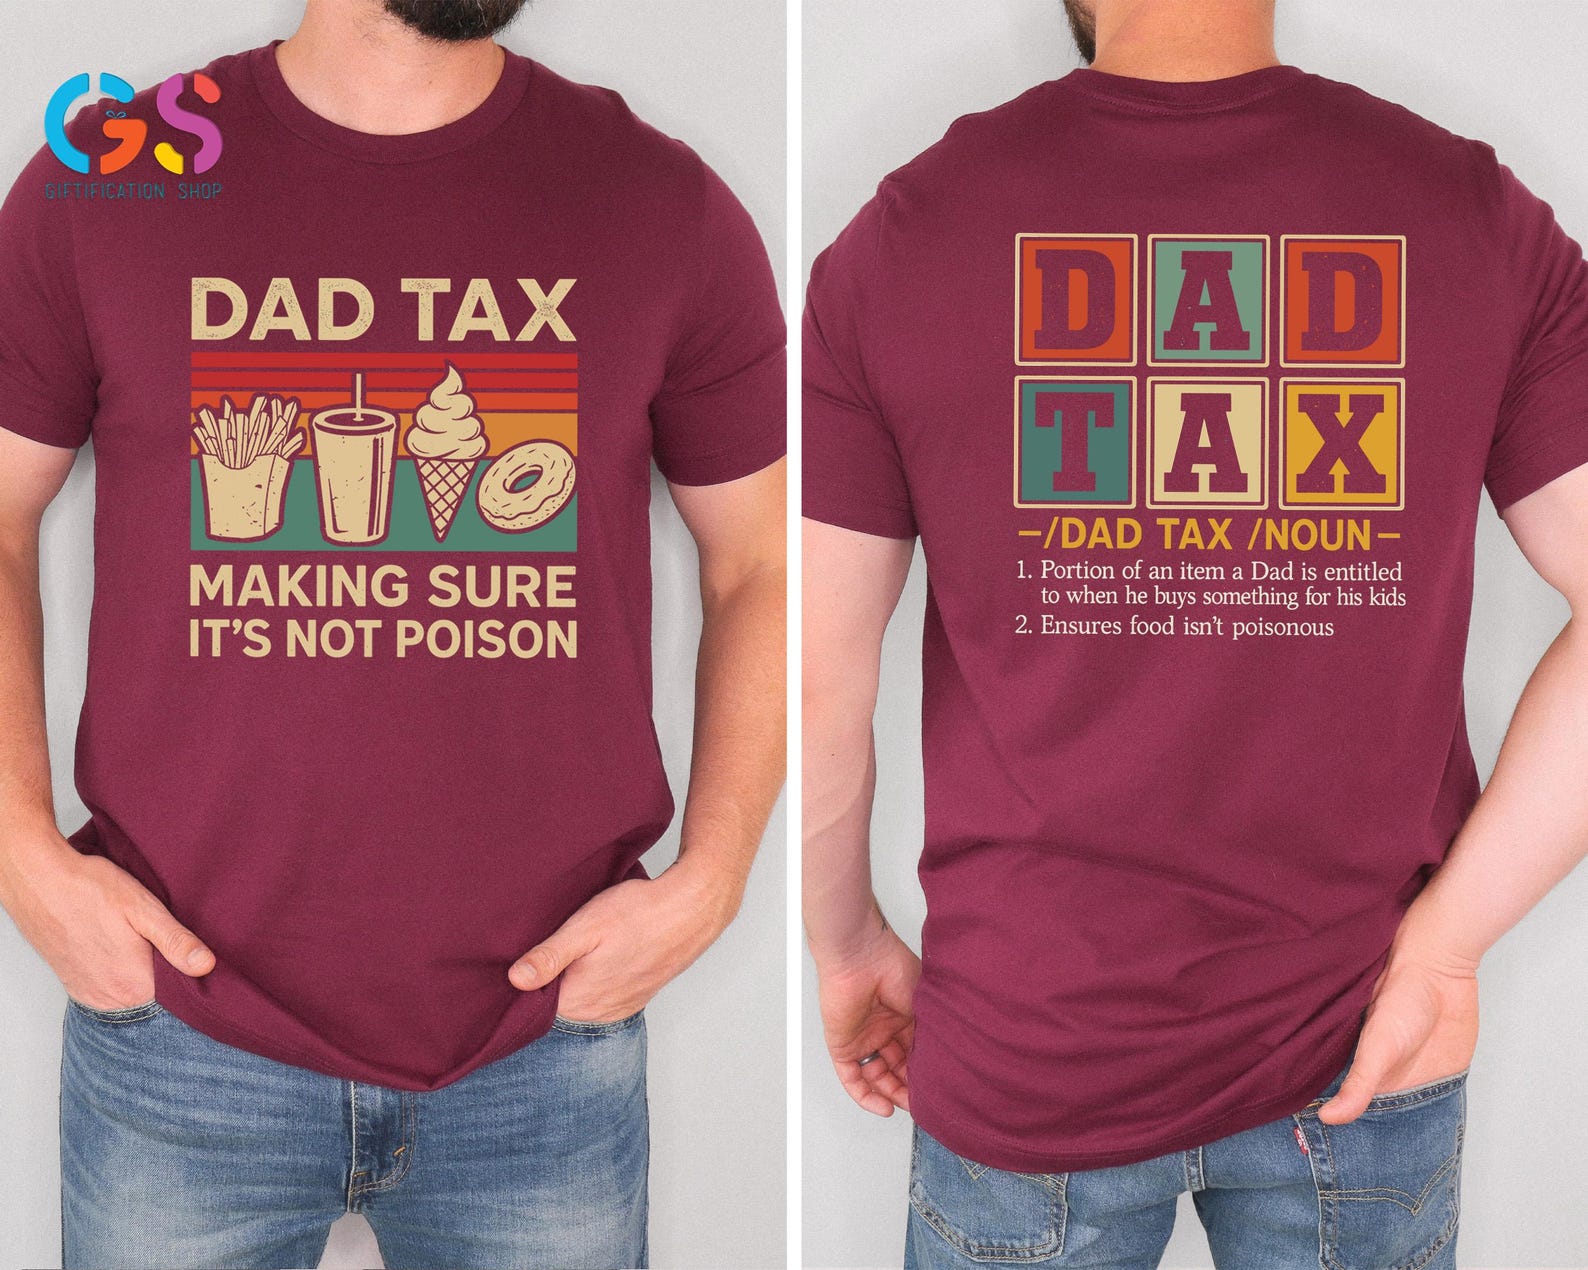 GS
GIFTIFICATION SHOP
DAD TAX
MAKING SURE
IT'S NOT POISON
DAD
TAX
-/DAD TAX /NOUN-
1. Portion of an item a Dad is entitled
to when he buys something for his kids
2. Ensures food isn't poisonous